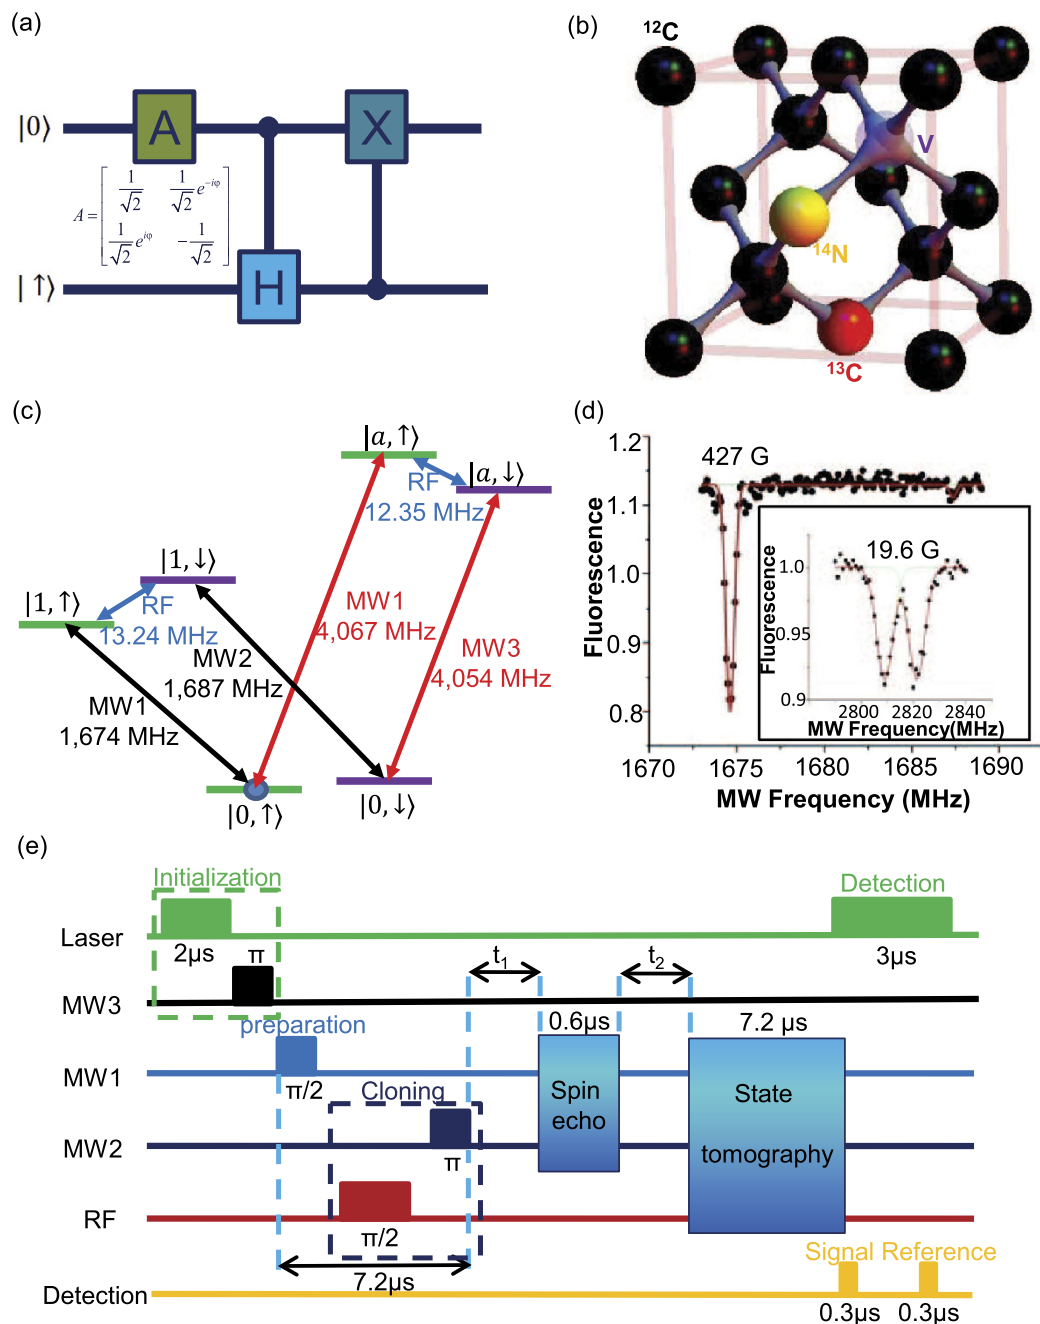 (a)
|0⟩
A
X
A = [ 1/√2 1/√2 e^{-iφ}
1/√2 e^{iφ} -1/√2 ]
|↑⟩
H
(b)
¹²C
V
¹⁴N
¹³C
(c)
|a,↑⟩
|a,↓⟩
RF
12.35 MHz
|1,↓⟩
|1,↑⟩
RF
13.24 MHz
MW1
4,067 MHz
MW2
1,687 MHz
MW3
4,054 MHz
MW1
1,674 MHz
|0,↑⟩
|0,↓⟩
(d)
1.2
1.1
1.0
0.9
0.8
Fluorescence
427 G
19.6 G
1.0
0.95
0.9
Fluorescence
2800 2820 2840
MW Frequency(MHz)
1670 1675 1680 1685 1690
MW Frequency (MHz)
(e)
Initialization
Detection
Laser
2μs
π
t₁
t₂
3μs
MW3
preparation
0.6μs
7.2 μs
MW1
π/2
Cloning
Spin
echo
State
tomography
MW2
π
RF
π/2
7.2μs
Signal Reference
Detection
0.3μs 0.3μs